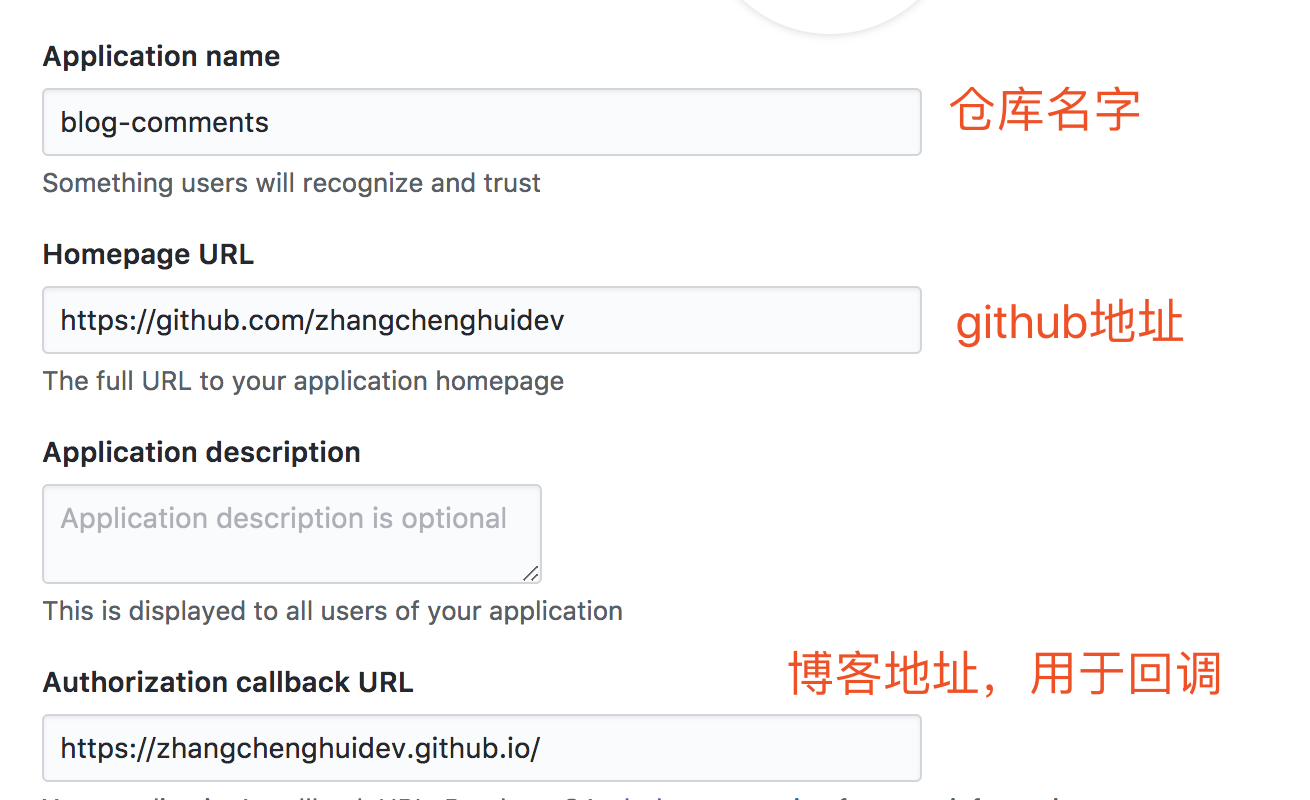 Application name
blog-comments
仓库名字
Something users will recognize and trust
Homepage URL
https://github.com/zhangchenghuidev
github地址
The full URL to your application homepage
Application description
Application description is optional
This is displayed to all users of your application
博客地址，用于回调
Authorization callback URL
https://zhangchenghuidev.github.io/